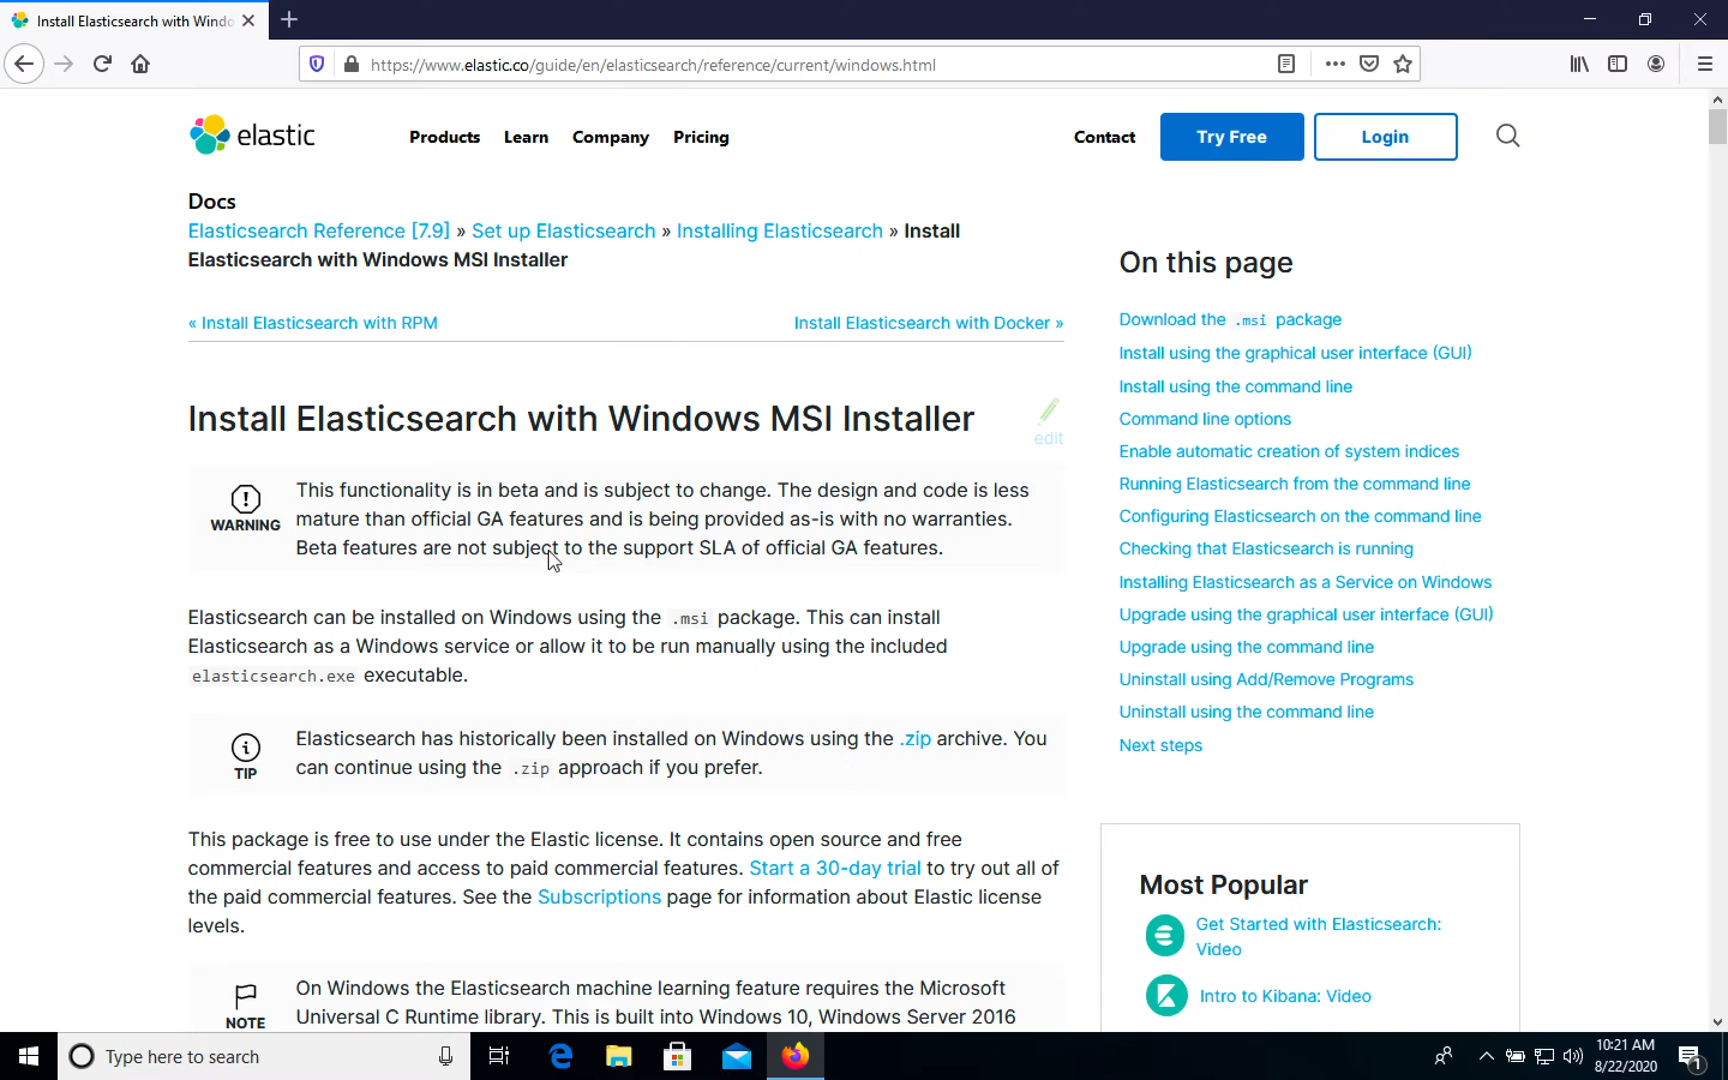 Install Elasticsearch with Windo
https://www.elastic.co/guide/en/elasticsearch/reference/current/windows.html
elastic
Products Learn Company Pricing
Contact Try Free Login
Docs
Elasticsearch Reference [7.9] » Set up Elasticsearch » Installing Elasticsearch » Install
Elasticsearch with Windows MSI Installer
« Install Elasticsearch with RPM
Install Elasticsearch with Docker »
Install Elasticsearch with Windows MSI Installer
edit
WARNING
This functionality is in beta and is subject to change. The design and code is less
mature than official GA features and is being provided as-is with no warranties.
Beta features are not subject to the support SLA of official GA features.
Elasticsearch can be installed on Windows using the .msi package. This can install
Elasticsearch as a Windows service or allow it to be run manually using the included
elasticsearch.exe executable.
TIP
Elasticsearch has historically been installed on Windows using the .zip archive. You
can continue using the .zip approach if you prefer.
This package is free to use under the Elastic license. It contains open source and free
commercial features and access to paid commercial features. Start a 30-day trial to try out all of
the paid commercial features. See the Subscriptions page for information about Elastic license
levels.
NOTE
On Windows the Elasticsearch machine learning feature requires the Microsoft
Universal C Runtime library. This is built into Windows 10, Windows Server 2016
On this page
Download the .msi package
Install using the graphical user interface (GUI)
Install using the command line
Command line options
Enable automatic creation of system indices
Running Elasticsearch from the command line
Configuring Elasticsearch on the command line
Checking that Elasticsearch is running
Installing Elasticsearch as a Service on Windows
Upgrade using the graphical user interface (GUI)
Upgrade using the command line
Uninstall using Add/Remove Programs
Uninstall using the command line
Next steps
Most Popular
Get Started with Elasticsearch:
Video
Intro to Kibana: Video
Type here to search
10:21 AM
8/22/2020
1